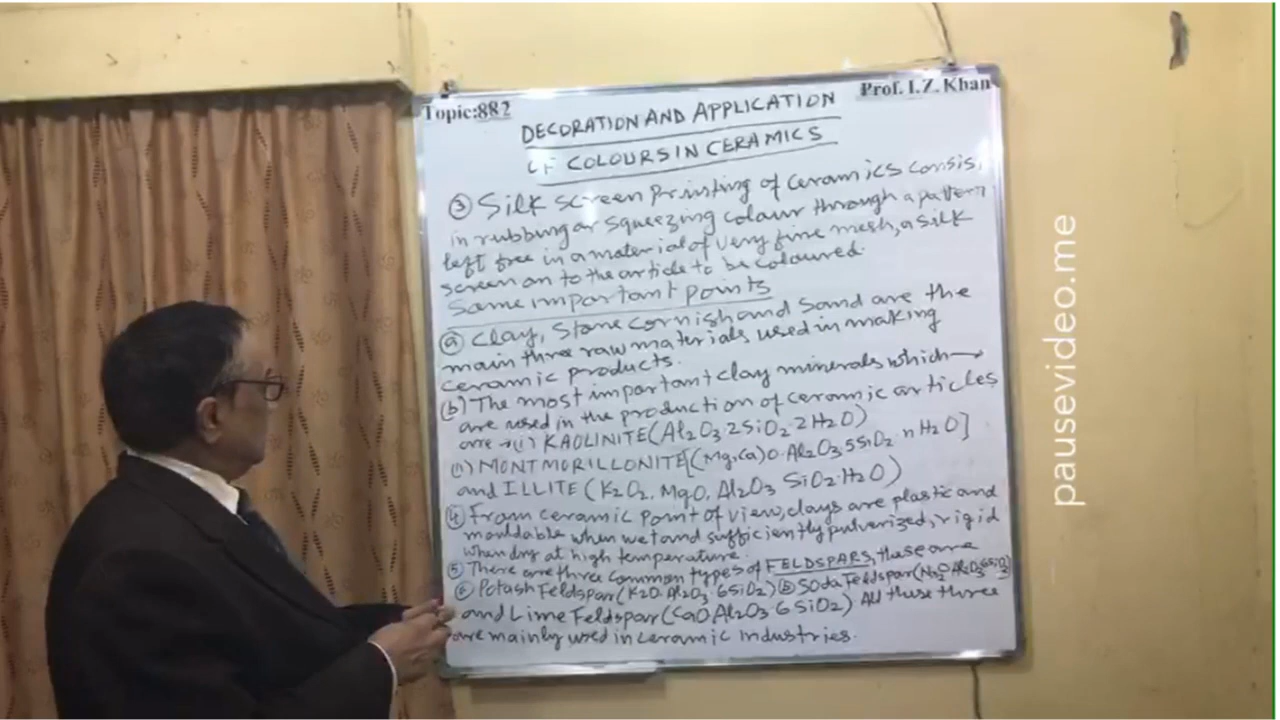 Topic:882
Prof. I.Z. Khan
DECORATION AND APPLICATION
OF COLOURS IN CERAMICS
③ Silk screen Printing of ceramics consis.
in rubbing or squeezing colour through a pattern
left free in a material of very fine mesh, a silk
screen on to the article to be coloured.
Same important points
ⓐ Clay, Stone cornish and Sand are the
main three raw materials used in making
ceramic products.
(b) The most important clay minerals which →
are used in the production of ceramic articles
are → (i) KAOLINITE (Al2O3·2SiO2·2H2O)
(ii) MONTMORILLONITE [(Mg,Ca)O·Al2O3 5SiO2·nH2O]
and ILLITE (K2O2, MgO, Al2O3 SiO2·H2O)
④ From ceramic point of view, clays are plastic and
mouldable when wet and sufficiently pulverized, rigid
when dry at high temperature.
⑤ There are three common types of FELDSPARS, these are
Potash Feldspar (K2O·Al2O3·6SiO2) ⓑ Soda Feldspar (Na2O Al2O3 6SiO2)
and Lime Feldspar (CaO Al2O3·6SiO2) All these three
are mainly used in ceramic industries.
pausevideo.me